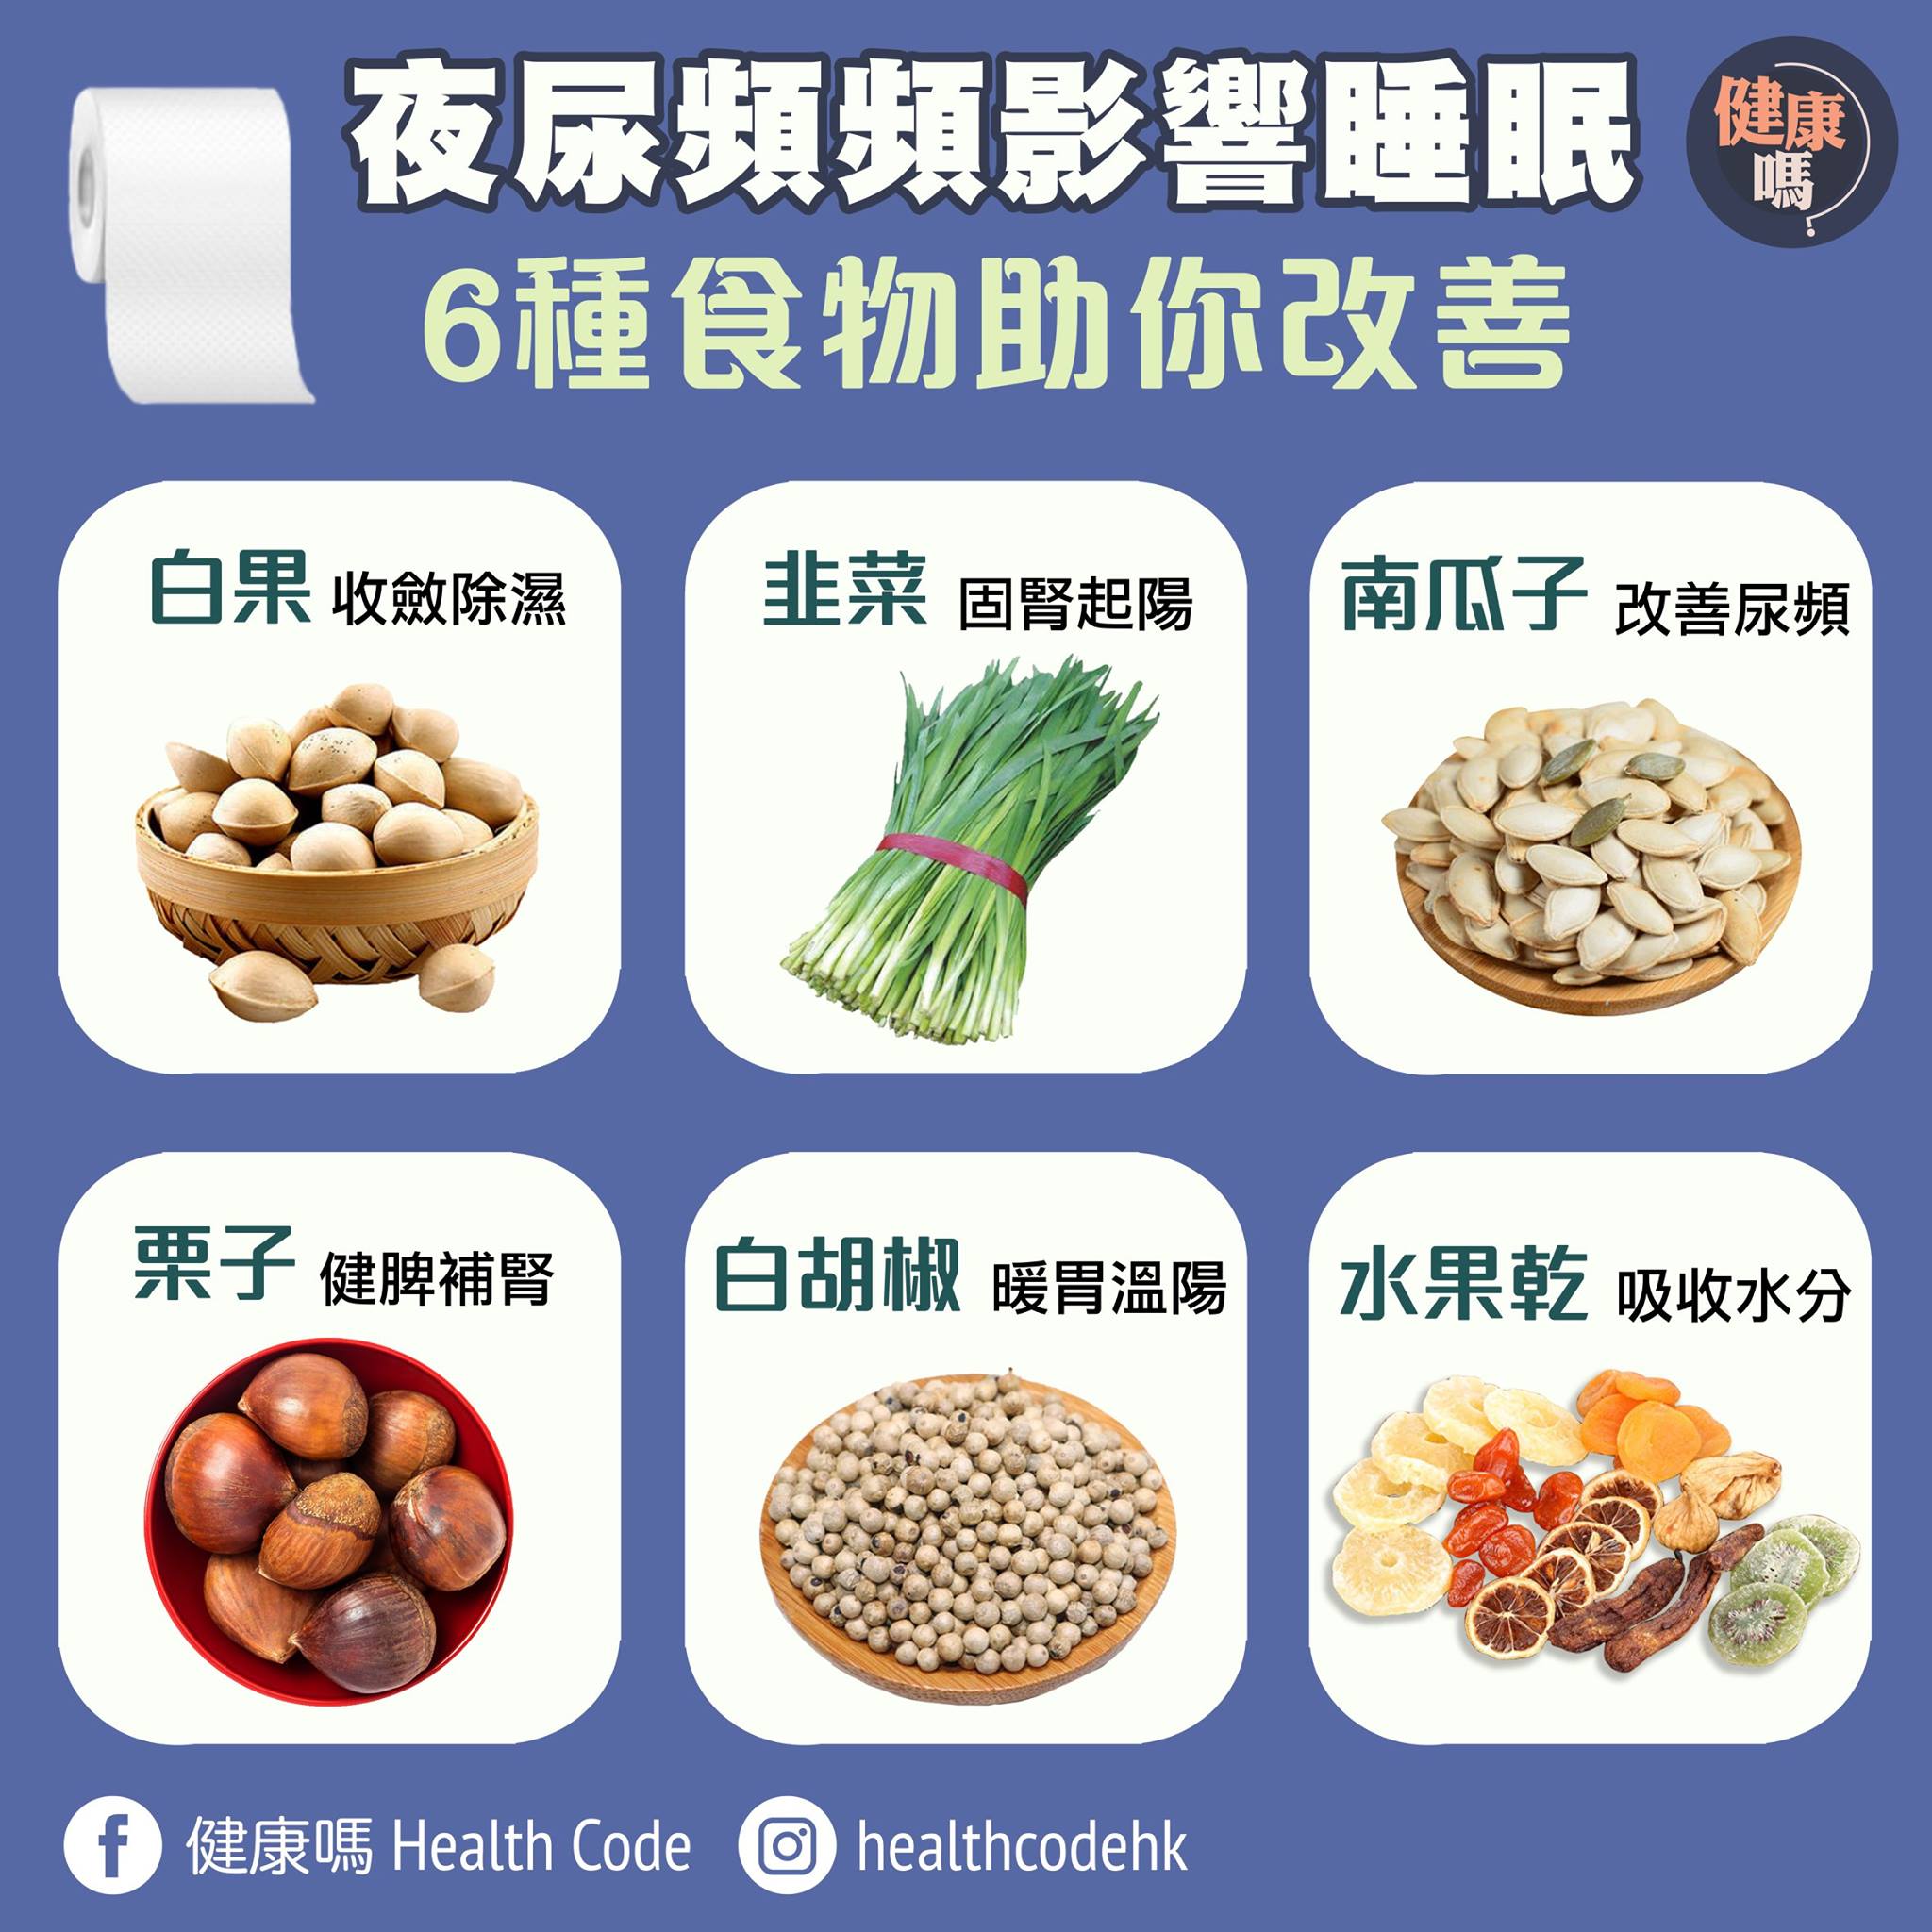 夜尿頻頻影響睡眠
健康
嗎?
6種食物助你改善
白果 收斂除濕
韭菜 固腎起陽
南瓜子 改善尿頻
栗子 健脾補腎
白胡椒 暖胃溫陽
水果乾 吸收水分
健康嗎 Health Code
healthcodehk